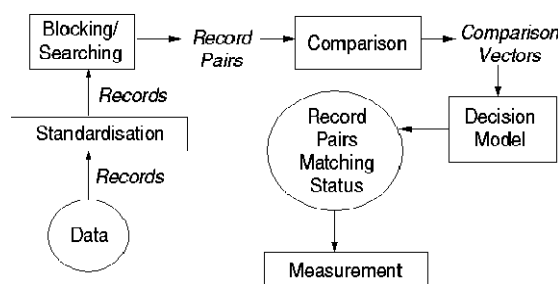 Blocking/
Searching
Record
Pairs
Comparison
Comparison
Vectors
Records
Standardisation
Record
Pairs
Matching
Status
Decision
Model
Records
Data
Measurement